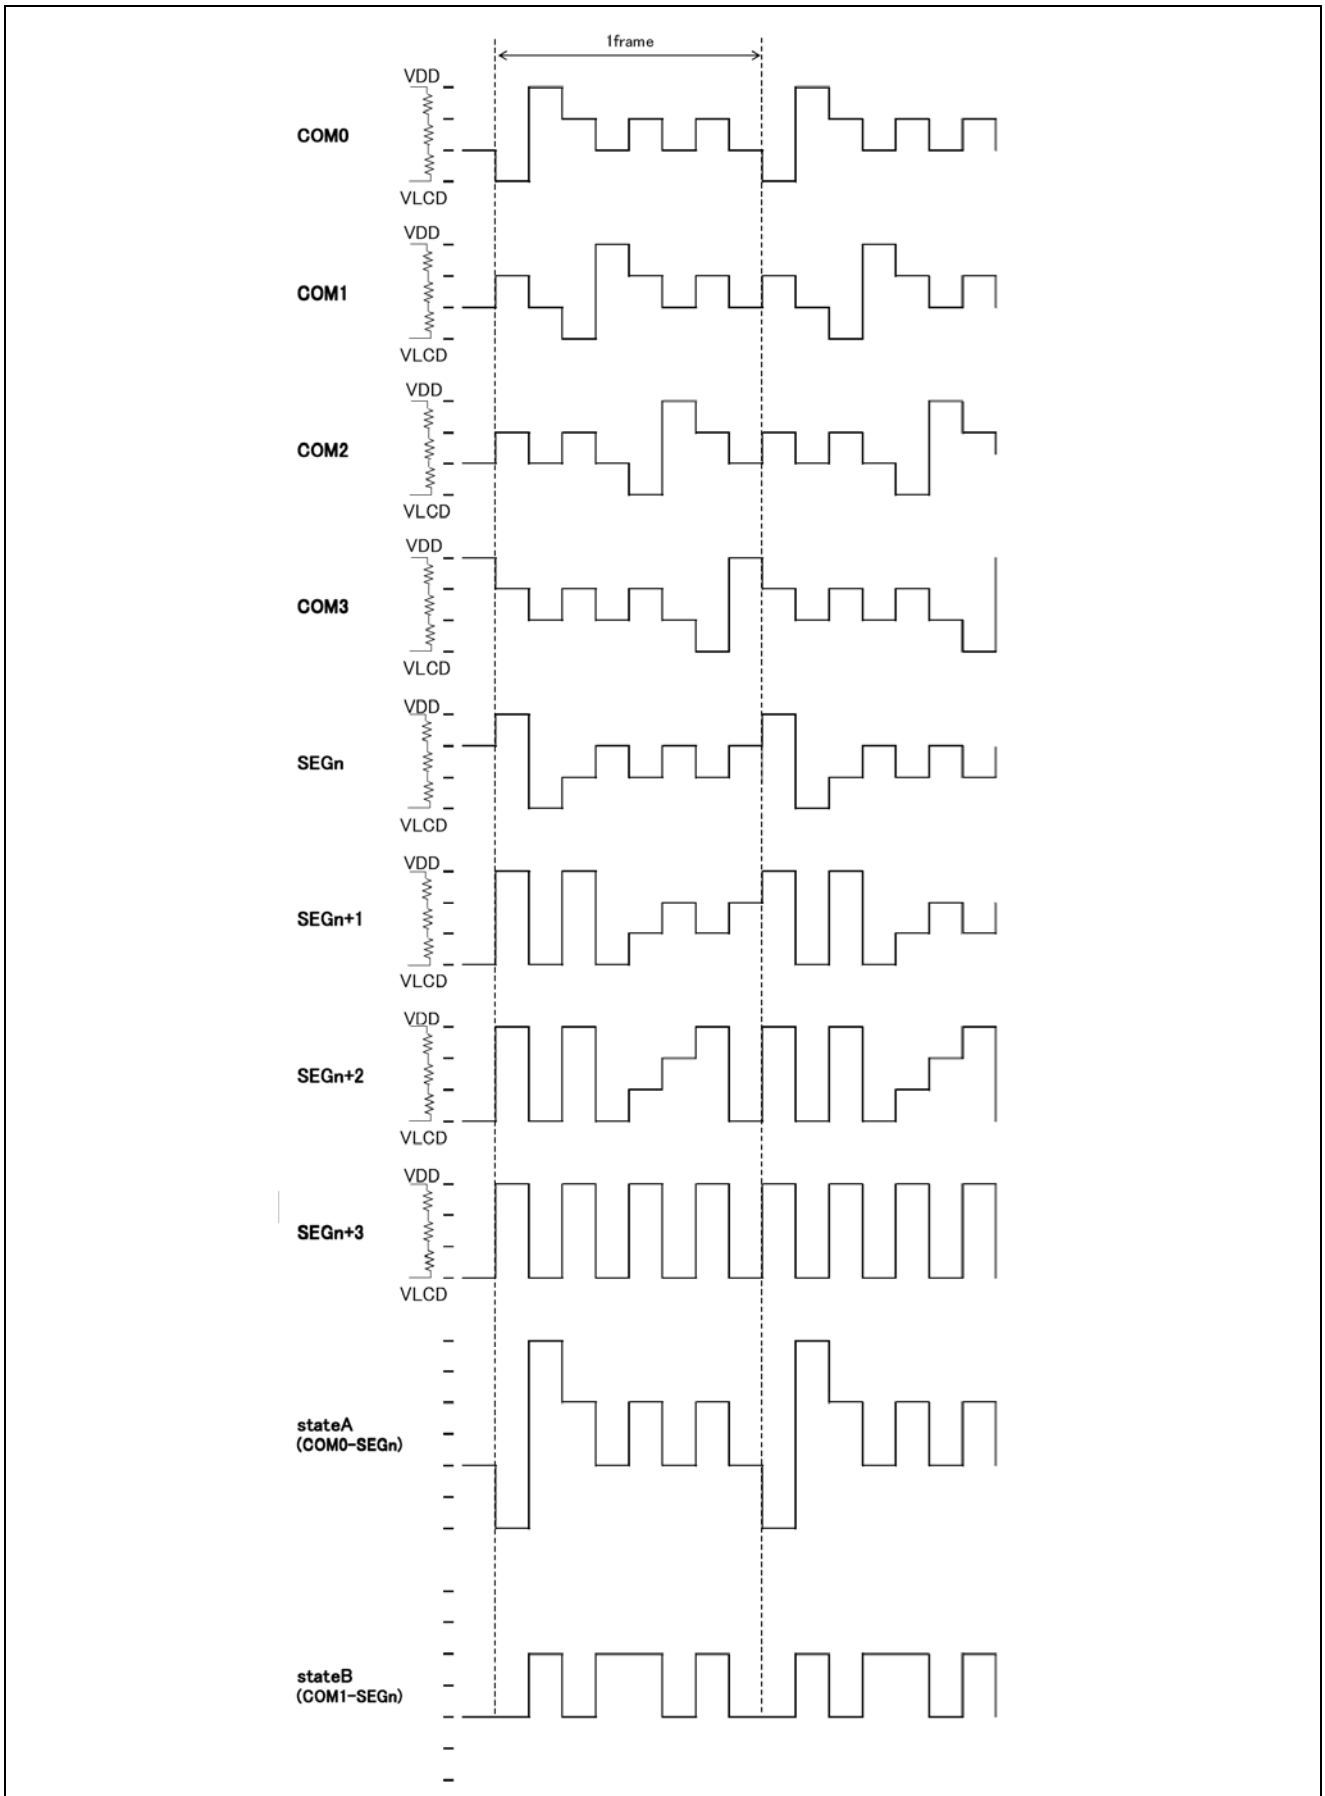 1frame
VDD
COM0
VLCD
VDD
COM1
VLCD
VDD
COM2
VLCD
VDD
COM3
VLCD
VDD
SEGn
VLCD
VDD
SEGn+1
VLCD
VDD
SEGn+2
VLCD
VDD
SEGn+3
VLCD
stateA
(COM0-SEGn)
stateB
(COM1-SEGn)